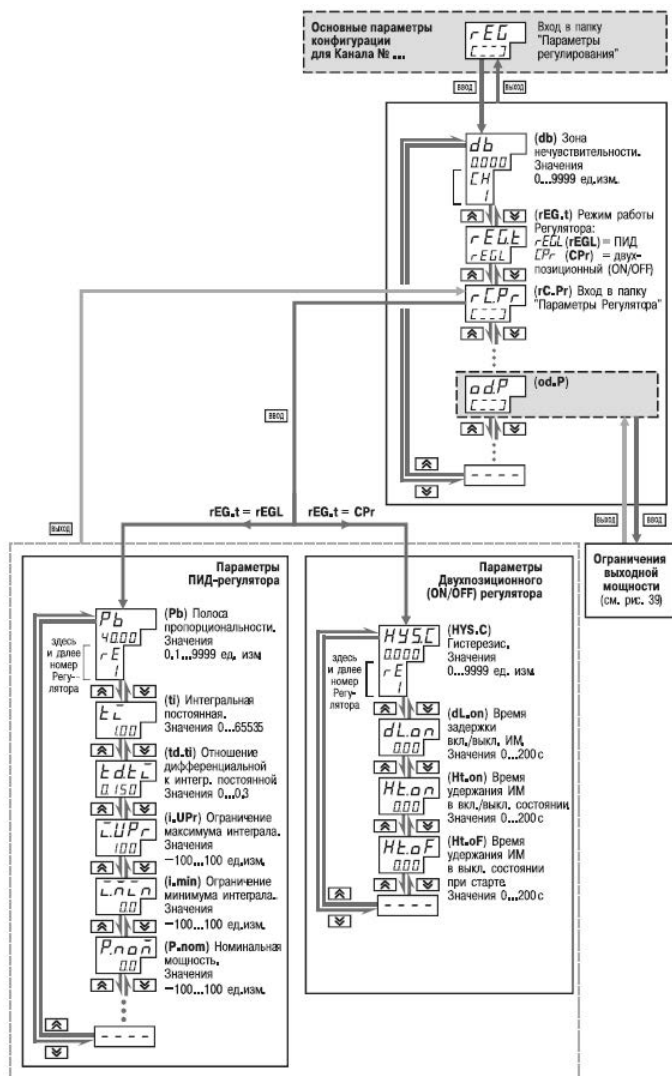 Основные параметры
конфигурации
для Канала № ...
rEG
[---]
Вход в папку
"Параметры
регулирования"
ВВОД
ВЫХОД
db
0.000
CH
1
(db) Зона
нечувствительности.
Значения
0...9999 ед.изм.
(rEG.t) Режим работы
Регулятора:
rEGL (rEGL) = ПИД
CPr (CPr) = двух-
позиционный (ON/OFF)
rEG.t
rEGL
rC.Pr
[---]
(rC.Pr) Вход в папку
"Параметры Регулятора"
od.P
[---]
(od.P)
ВВОД
- - - -
ВЫХОД
rEG.t = rEGL
rEG.t = CPr
ВЫХОД
ВВОД
Ограничения
выходной
мощности
(см. рис. 39)
Параметры
ПИД-регулятора
Pb
40.00
rE
1
здесь
и далее
номер
Регу-
лятора
(Pb) Полоса
пропорциональности.
Значения
0,1...9999 ед. изм
ti
1.00
(ti) Интегральная
постоянная.
Значения 0...65535
td.ti
0.150
(td.ti) Отношение
дифференциальной
к интегр. постоянной
Значения 0...0,3
i.UPr
100
(i.UPr) Ограничение
максимума интеграла.
Значения
−100...100 ед.изм.
i.min
0.0
(i.min) Ограничение
минимума интеграла.
Значения
−100...100 ед.изм.
P.nom
0.0
(P.nom) Номинальная
мощность.
Значения
−100...100 ед.изм.
- - - -
Параметры
Двухпозиционного
(ON/OFF) регулятора
HYS.C
0.000
rE
1
здесь
и далее
номер
Регу-
лятора
(HYS.C)
Гистерезис.
Значения
0...9999 ед. изм
dL.on
0.00
(dL.on) Время
задержки
вкл./выкл. ИМ.
Значения 0...200 с
Ht.on
0.00
(Ht.on) Время
удержания ИМ
в вкл./выкл. состоянии
Значения 0...200 с
Ht.oF
0.00
(Ht.oF) Время
удержания ИМ
в выкл. состоянии
при старте.
Значения 0...200 с
- - - -